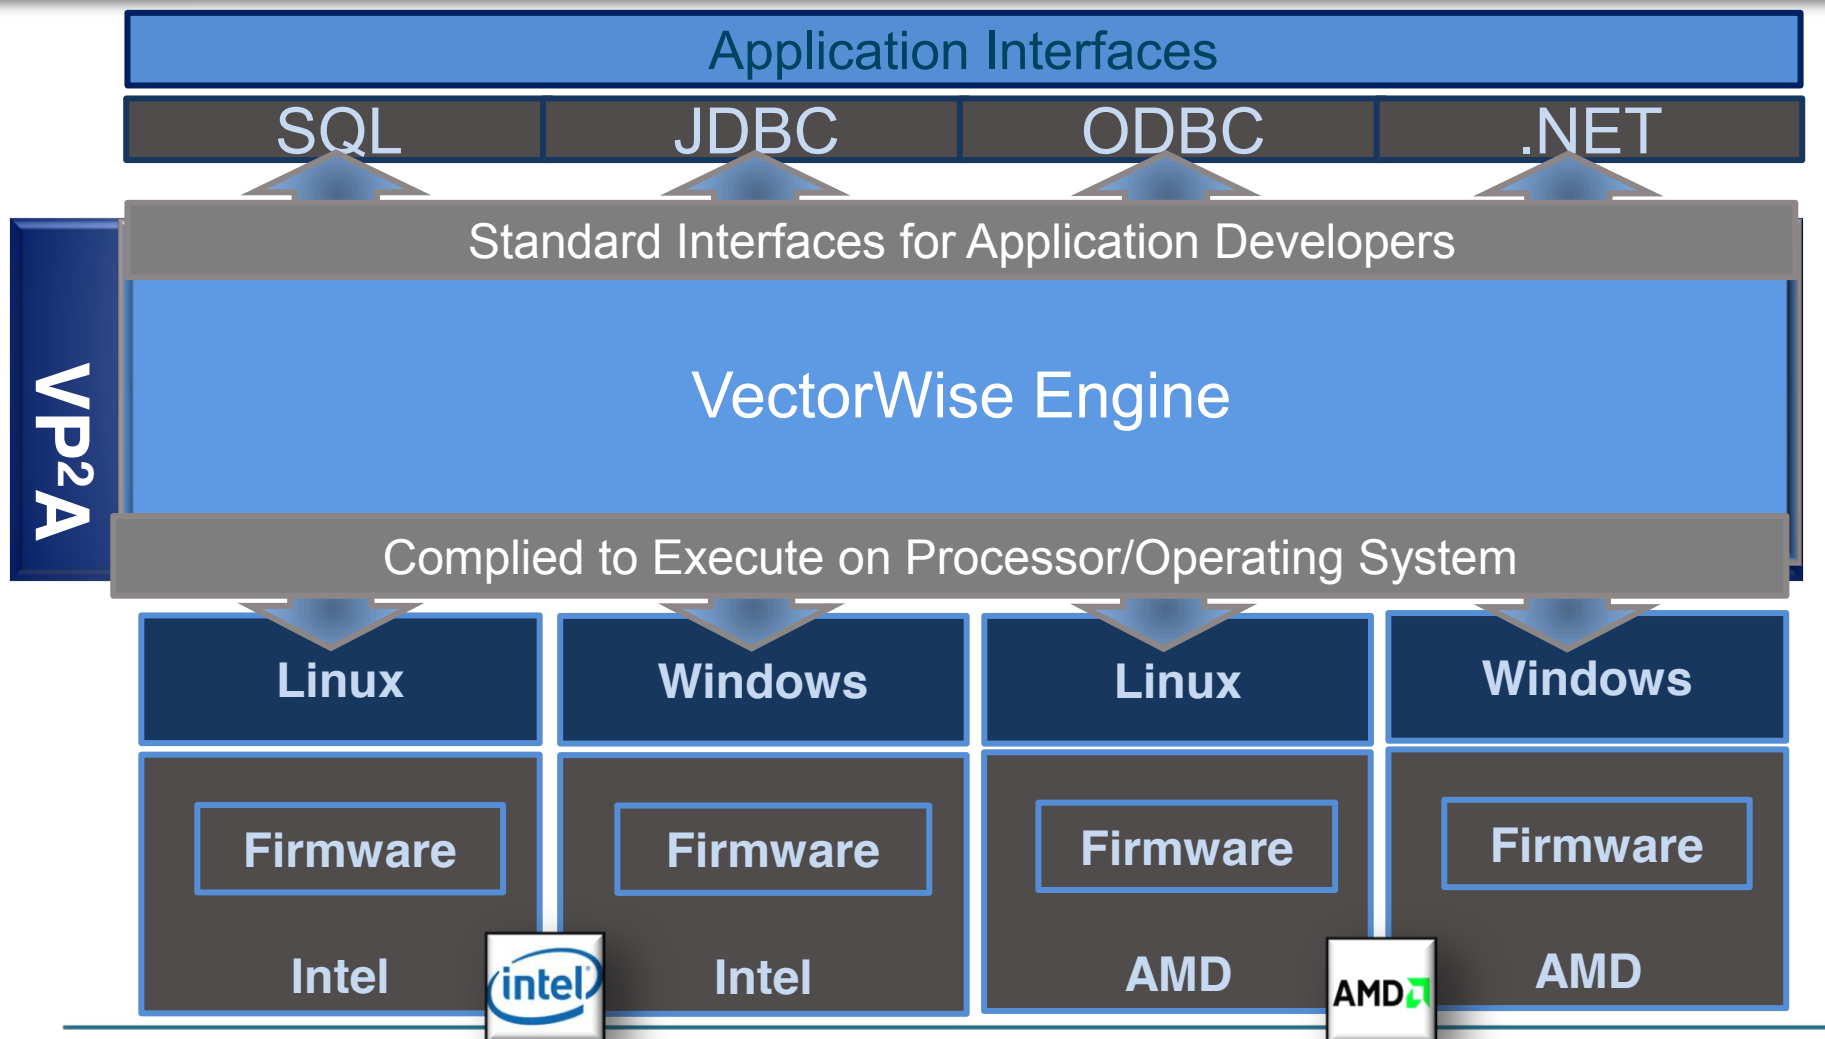 Application Interfaces
SQL JDBC ODBC .NET
Standard Interfaces for Application Developers
VP²A
VectorWise Engine
Complied to Execute on Processor/Operating System
Linux Windows Linux Windows
Firmware Firmware Firmware Firmware
Intel Intel AMD AMD
intel AMD